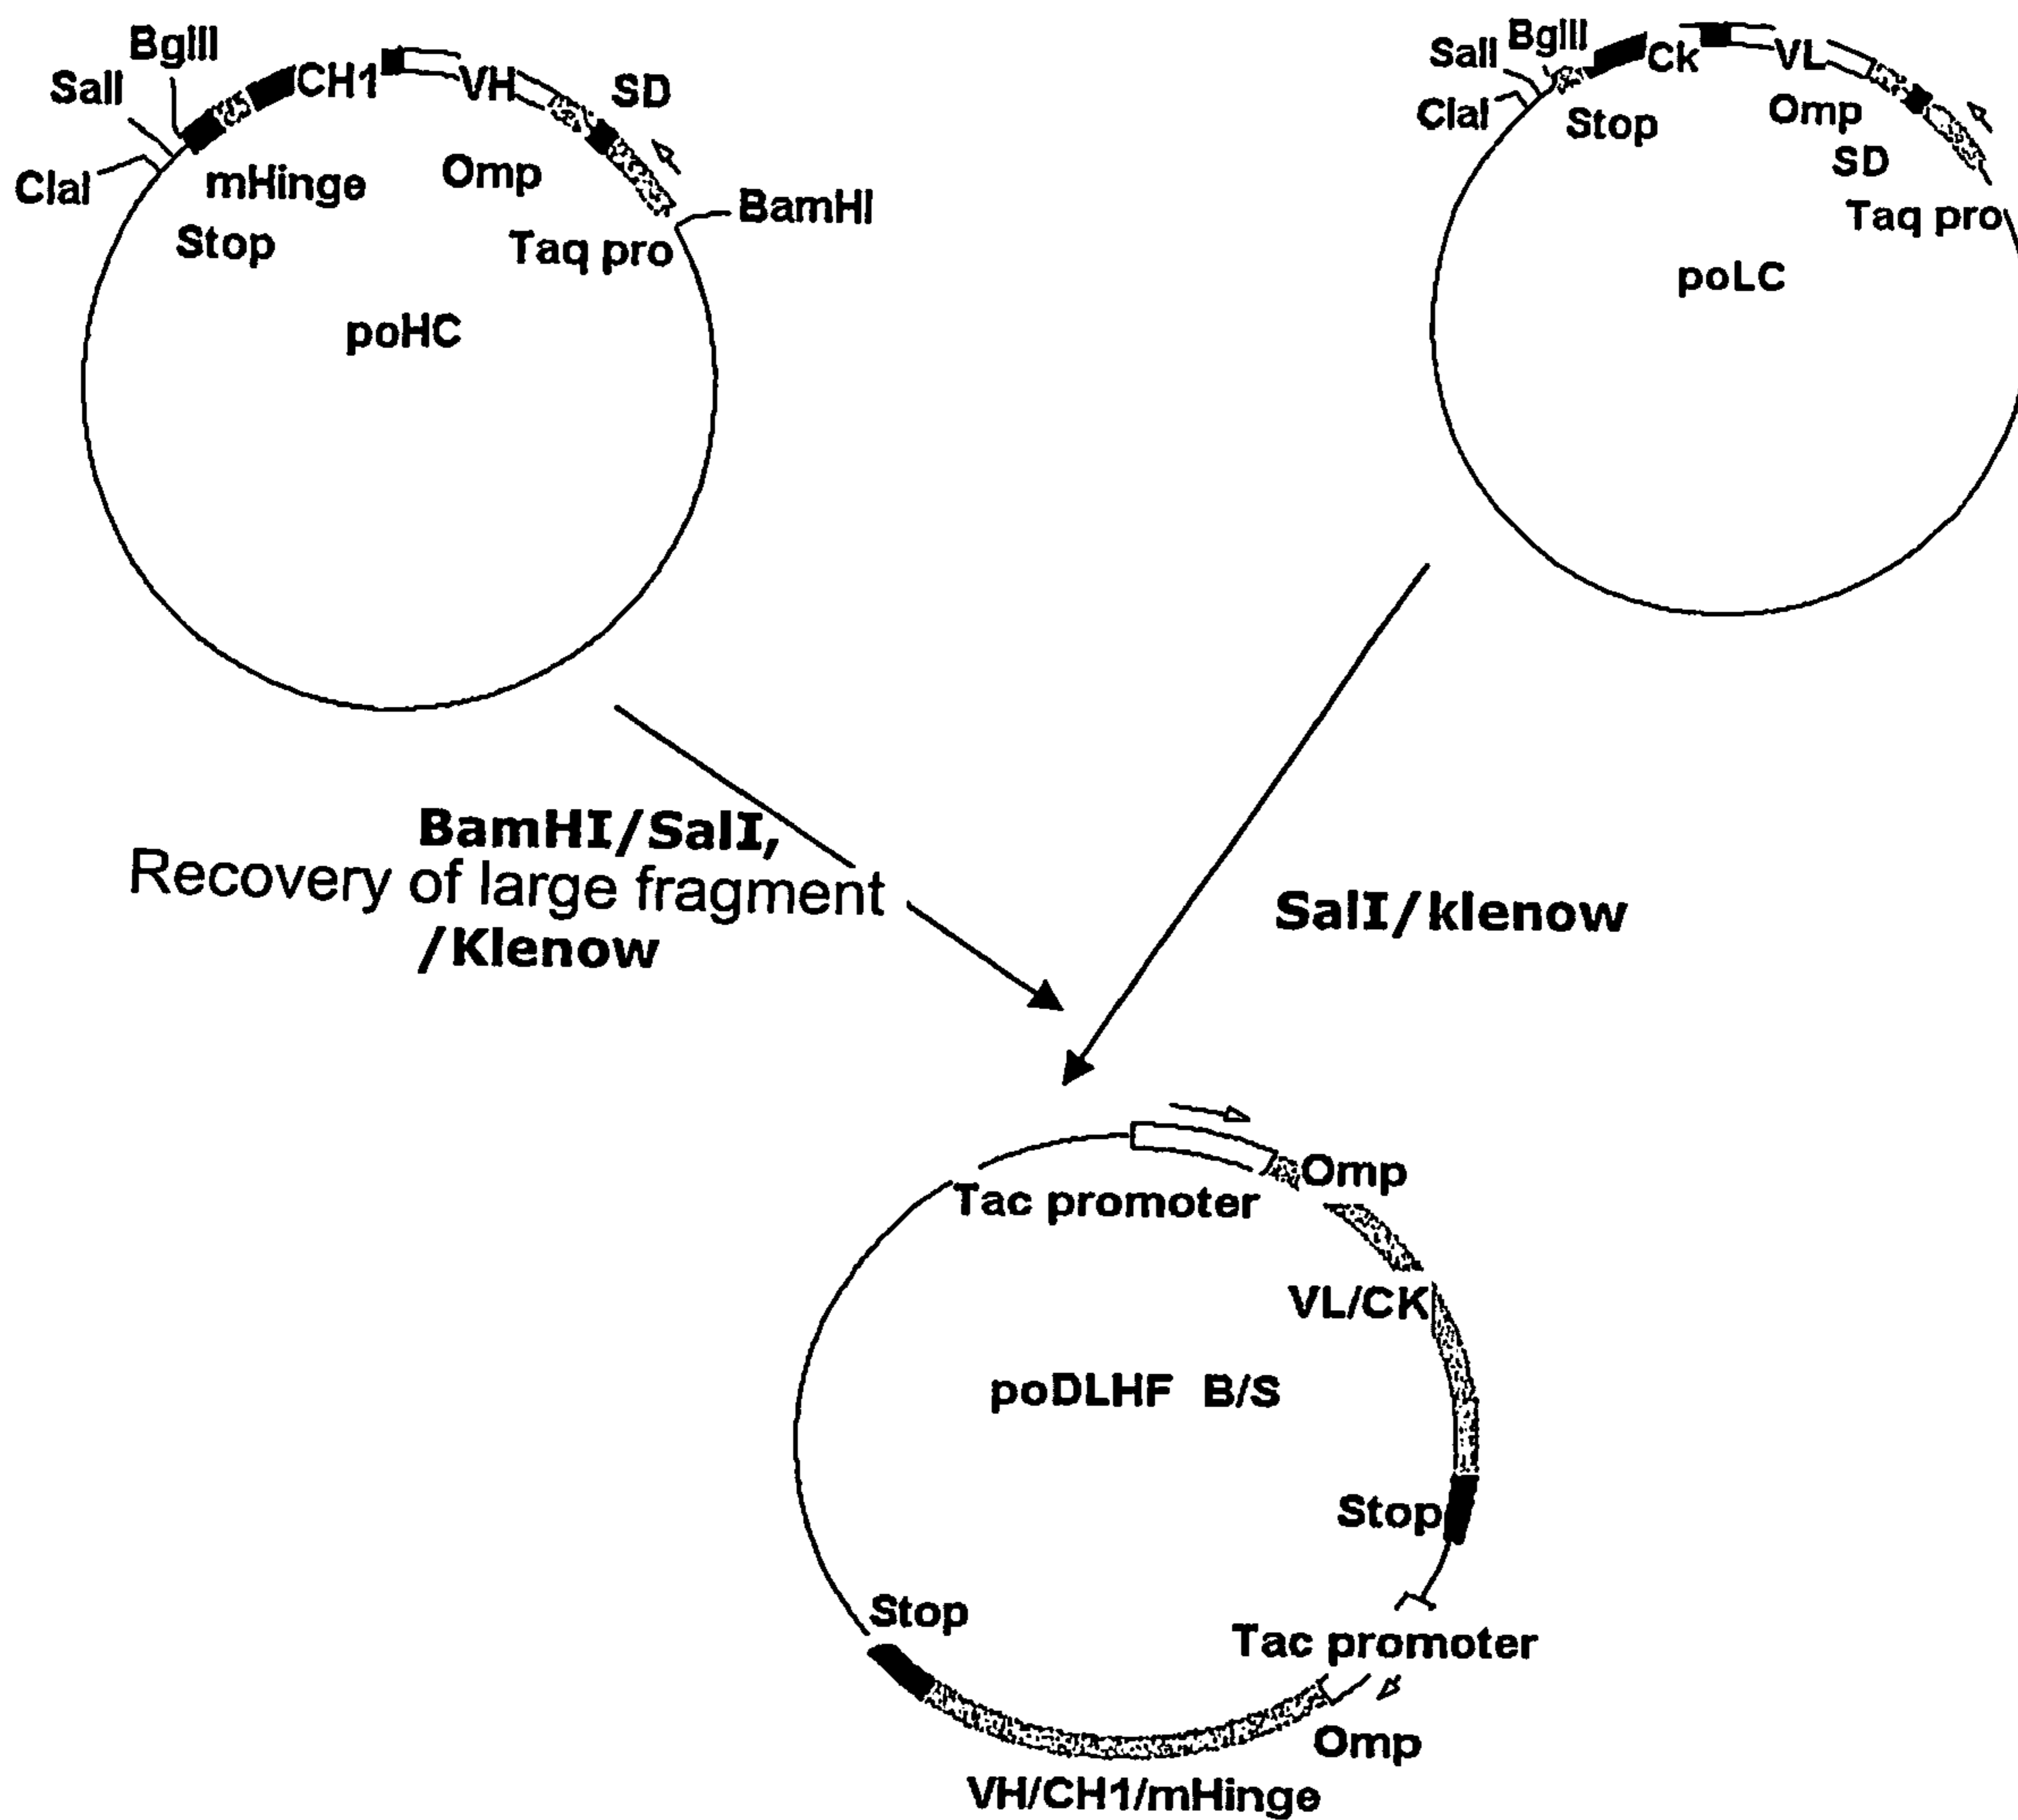 BglII
SalI
ClaI
CH1
VH
SD
mHinge
Omp
BamHI
Stop
Taq pro
poHC
SalI
BglII
ClaI
Ck
VL
Stop
Omp
SD
Taq pro
poLC
BamHI/SalI,
Recovery of large fragment
/Klenow
SalI/klenow
Omp
Tac promoter
VL/CK
poDLHF B/S
Stop
Stop
Tac promoter
Omp
VH/CH1/mHinge